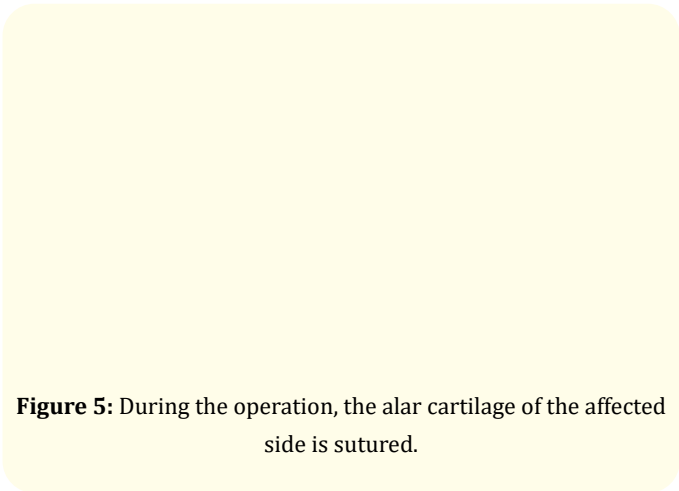 Figure 5: During the operation, the alar cartilage of the affected
side is sutured.